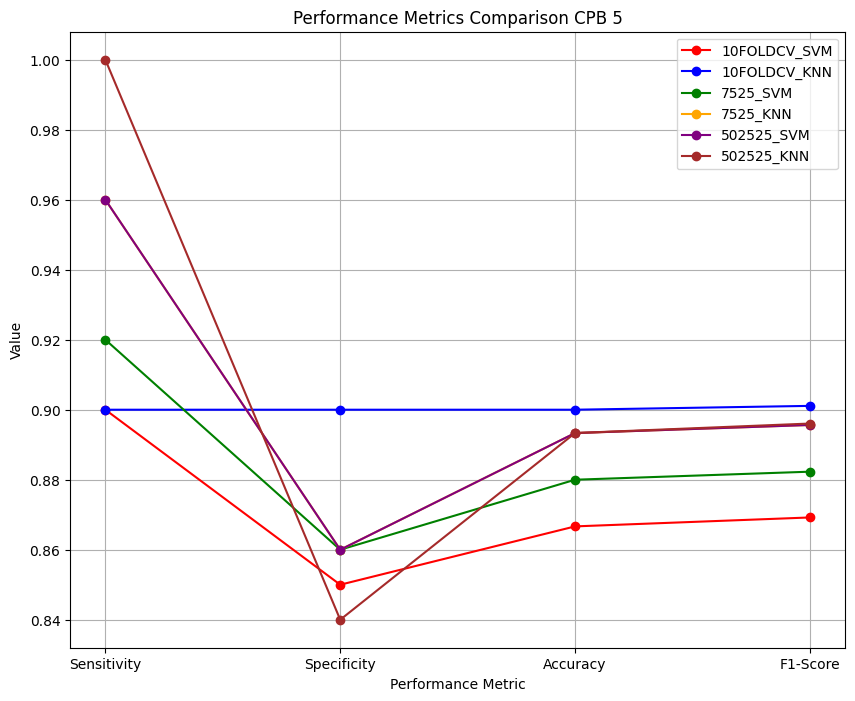 Performance Metrics Comparison CPB 5
10FOLDCV_SVM
10FOLDCV_KNN
7525_SVM
7525_KNN
502525_SVM
502525_KNN
1.00
0.98
0.96
0.94
0.92
0.90
0.88
0.86
0.84
Value
Sensitivity Specificity Accuracy F1-Score
Performance Metric